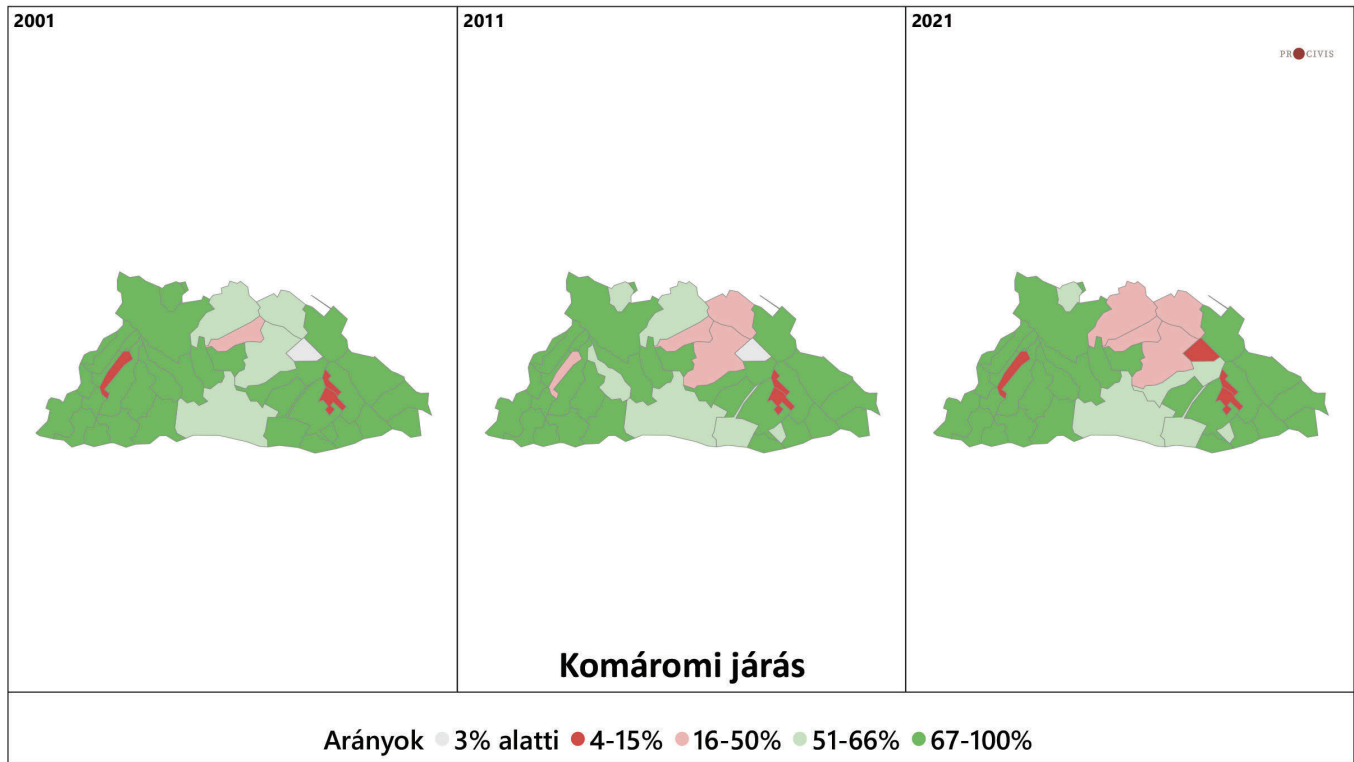 2001
2011
2021
PROCIVIS
Komáromi járás
Arányok 3% alatti 4-15% 16-50% 51-66% 67-100%